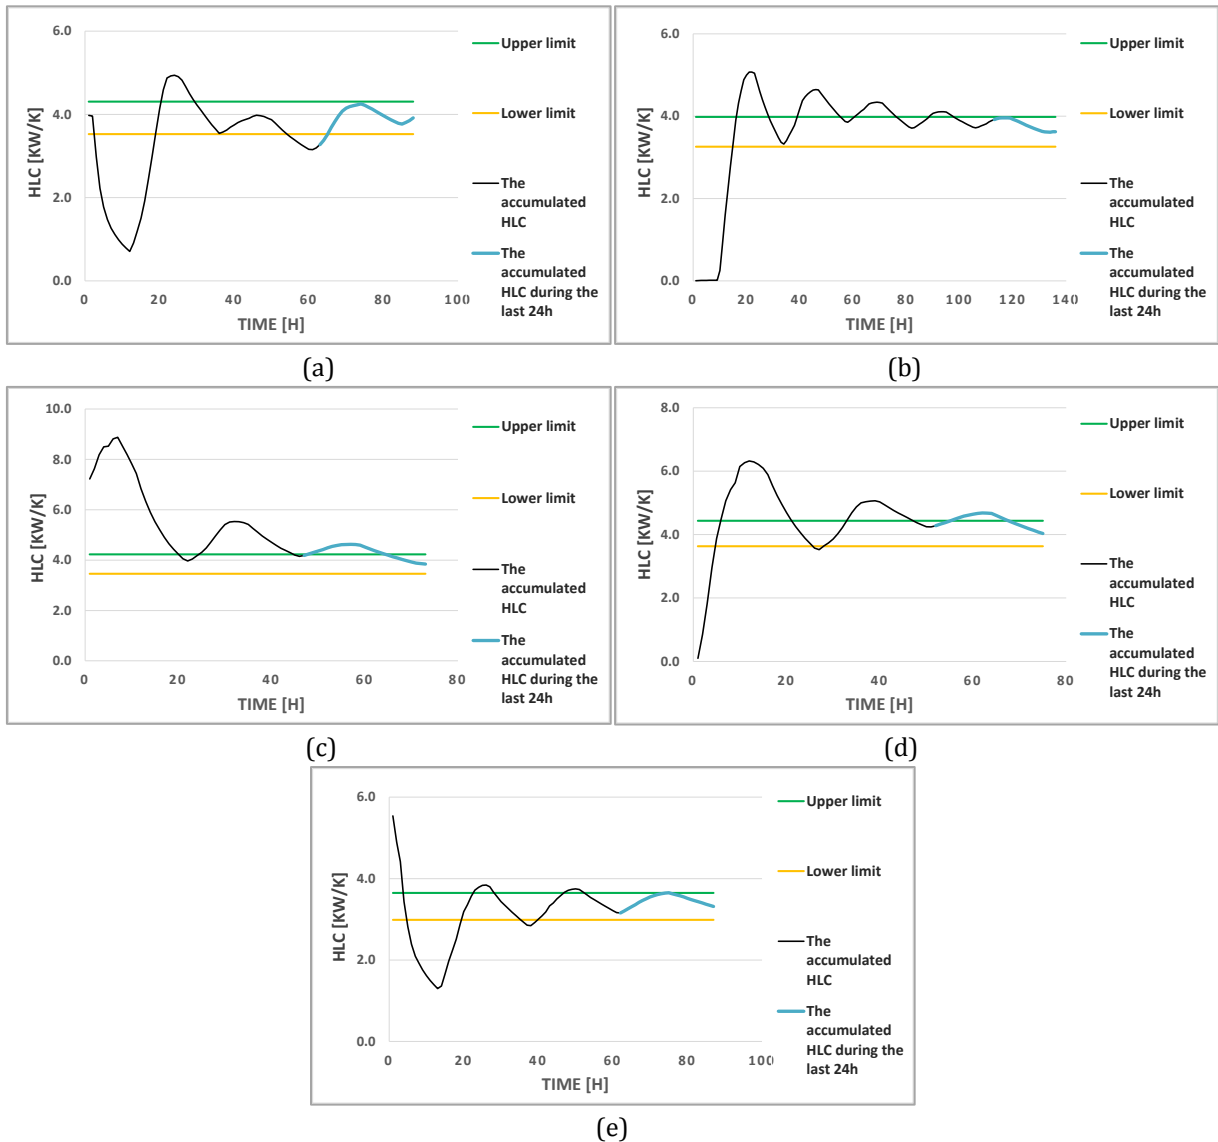 6.0
4.0
2.0
0.0
0 20 40 60 80 100
HLC [KW/K]
TIME [H]
Upper limit
Lower limit
The
accumulated
HLC
The
accumulated
HLC during the
last 24h
(a)
6.0
4.0
2.0
0.0
0 20 40 60 80 100 120 140
HLC [KW/K]
TIME [H]
Upper limit
Lower limit
The
accumulated
HLC
The
accumulated
HLC during the
last 24h
(b)
10.0
8.0
6.0
4.0
2.0
0.0
0 20 40 60 80
HLC [KW/K]
TIME [H]
Upper limit
Lower limit
The
accumulated
HLC
The
accumulated
HLC during the
last 24h
(c)
8.0
6.0
4.0
2.0
0.0
0 20 40 60 80
HLC [KW/K]
TIME [H]
Upper limit
Lower limit
The
accumulated
HLC
The
accumulated
HLC during the
last 24h
(d)
6.0
4.0
2.0
0.0
0 20 40 60 80 100
HLC [KW/K]
TIME [H]
Upper limit
Lower limit
The
accumulated
HLC
The
accumulated
HLC during the
last 24h
(e)